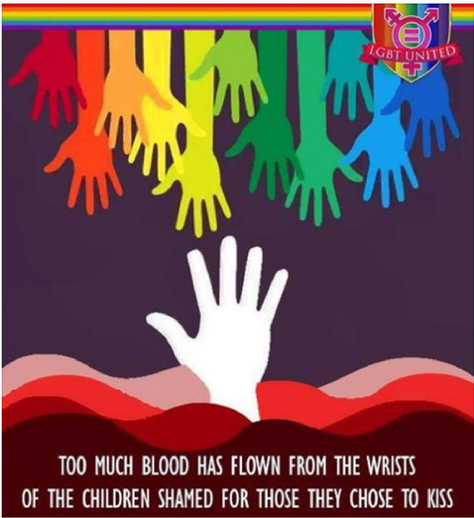 LGBT UNITED
TOO MUCH BLOOD HAS FLOWN FROM THE WRISTS
OF THE CHILDREN SHAMED FOR THOSE THEY CHOSE TO KISS